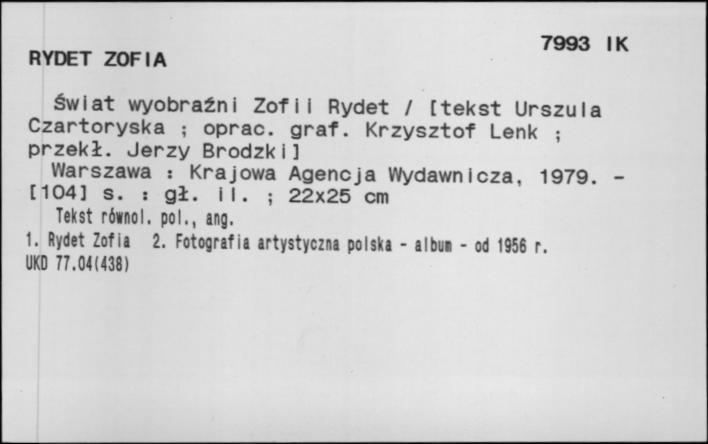 7993 IK
RYDET ZOFIA
Świat wyobraźni Zofii Rydet / [tekst Urszula
Czartoryska ; oprac. graf. Krzysztof Lenk ;
przekł. Jerzy Brodzki]
Warszawa : Krajowa Agencja Wydawnicza, 1979. -
[104] s. : gł. il. ; 22x25 cm
Tekst równol. pol., ang.
1. Rydet Zofia 2. Fotografia artystyczna polska - album - od 1956 r.
UKD 77.04(438)